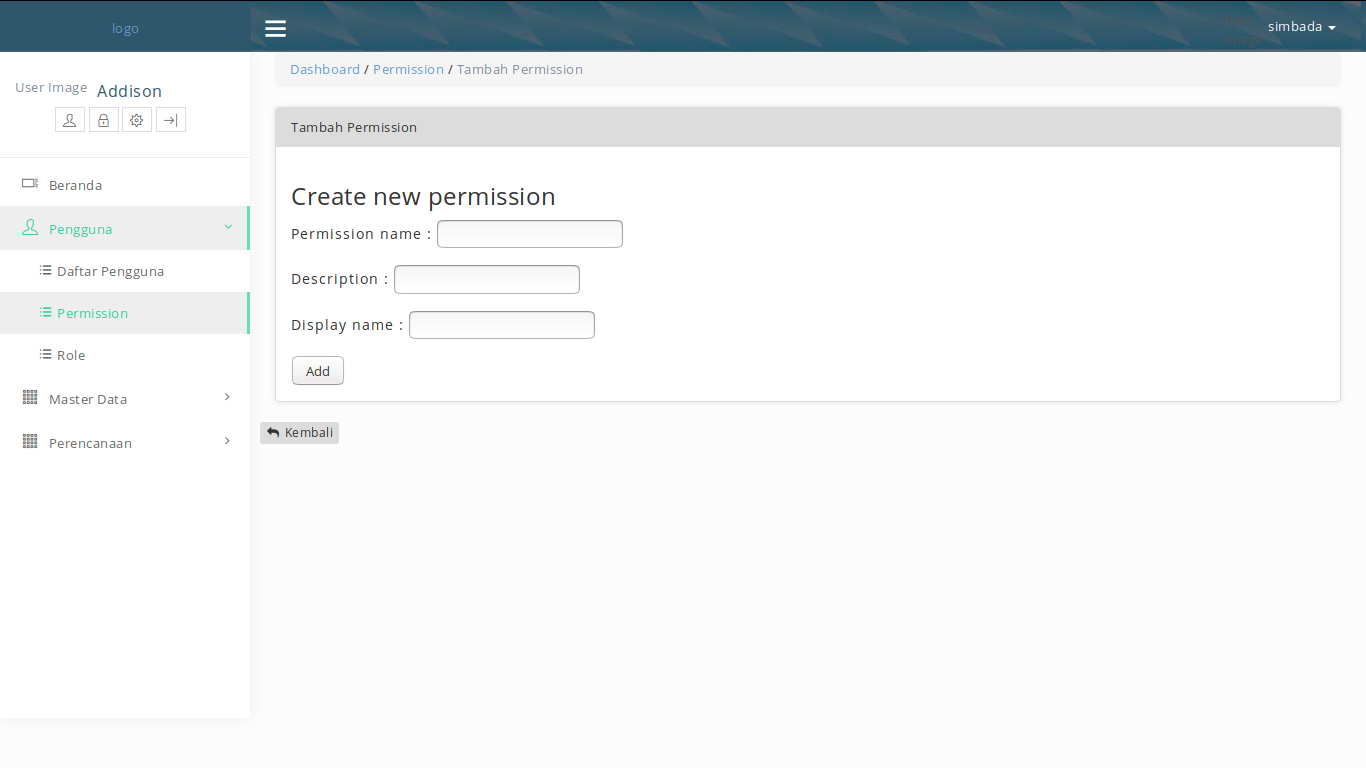 logo
simbada
User Image Addison
Beranda
Pengguna
Daftar Pengguna
Permission
Role
Master Data
Perencanaan
Dashboard / Permission / Tambah Permission
Tambah Permission
Create new permission
Permission name :
Description :
Display name :
Add
Kembali